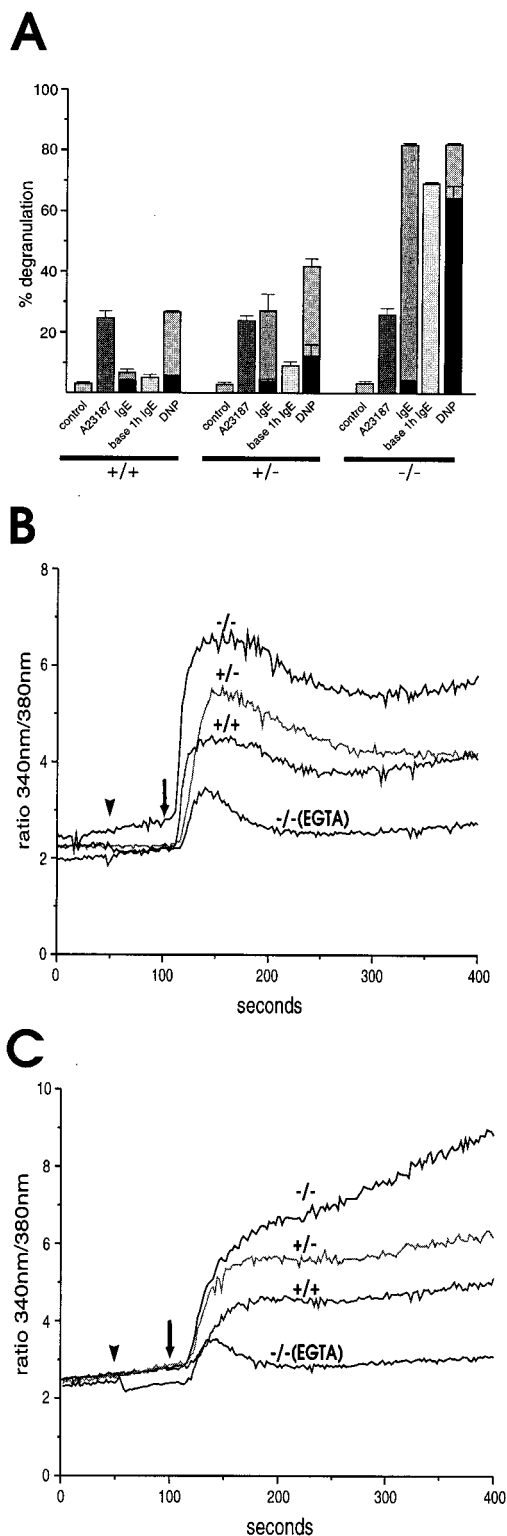 A
100
80
60
40
20
% degranulation
control
A23187
IgE
base 1h IgE
DNP
control
A23187
IgE
base 1h IgE
DNP
control
A23187
IgE
base 1h IgE
DNP
+/+
+/-
-/-
B
8
6
4
2
0
ratio 340nm/380nm
-/-
+/-
+/+
-/-(EGTA)
0
100
200
300
400
seconds
C
10
8
6
4
2
0
ratio 340nm/380nm
-/-
+/-
+/+
-/-(EGTA)
0
100
200
300
400
seconds